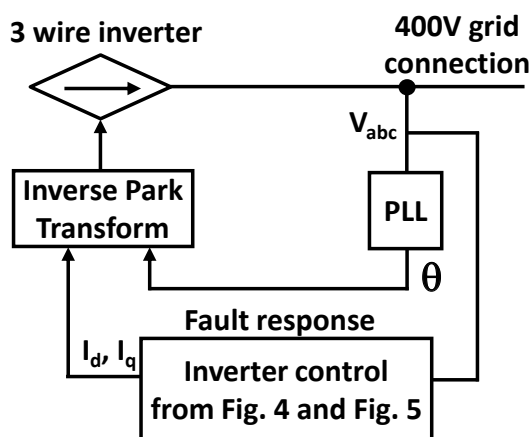 3 wire inverter
400V grid
connection
Vabc
Inverse Park
Transform
PLL
θ
Fault response
Id, Iq
Inverter control
from Fig. 4 and Fig. 5